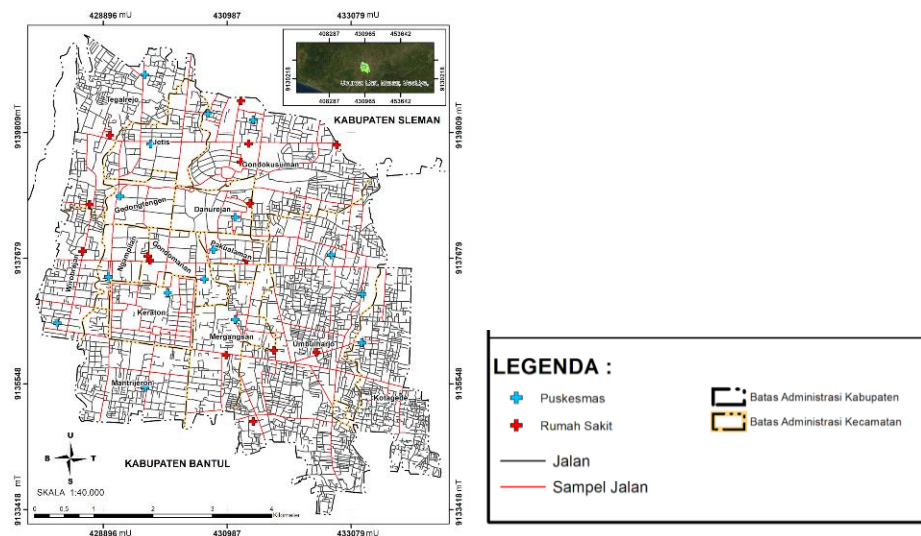 428896 mU
430987
433079
408287 430965 453642
9130218
9130218
408287 430965 453642
KABUPATEN SLEMAN
9139809 mT
9139809 mT
Tegalrejo
Jetis
Gondokusuman
Gedongtengen
Danurejan
Ngampilan
Gondomanan
Pakualaman
Wirobrajan
9137679
9137679
Keraton
Mergangsan
Umbulharjo
9135548
9135548
Mantrijeron
Kotagede
KABUPATEN BANTUL
U
B T
S
SKALA 1:40.000
0 0,5 1 2 3 4
Kilometer
9133418 mT
9133418 mT
428896 mU
430987
433079
LEGENDA :
Puskesmas
Rumah Sakit
Jalan
Sampel Jalan
Batas Administrasi Kabupaten
Batas Administrasi Kecamatan